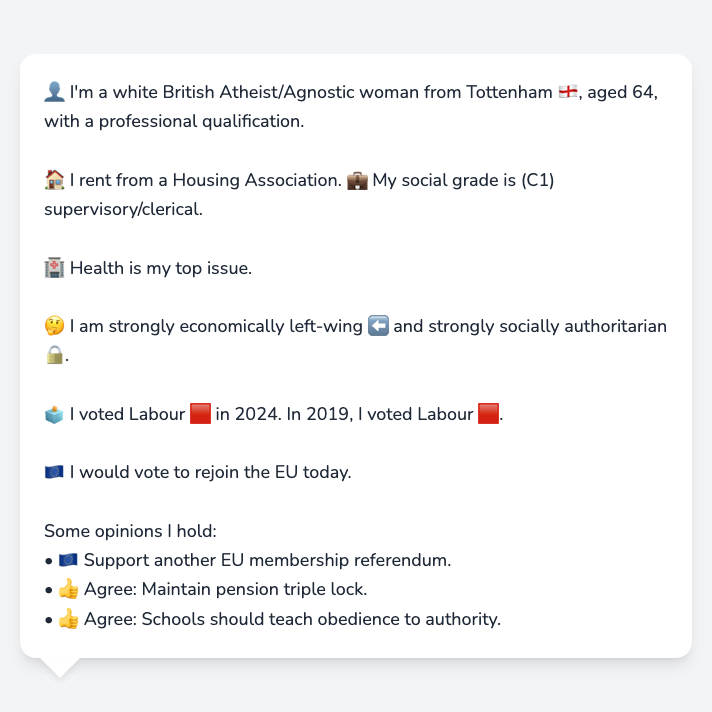 👤 I'm a white British Atheist/Agnostic woman from Tottenham 🏴󠁧󠁢󠁥󠁮󠁧󠁿, aged 64,
with a professional qualification.
🏠 I rent from a Housing Association. 💼 My social grade is (C1)
supervisory/clerical.
🏥 Health is my top issue.
🤔 I am strongly economically left-wing ⬅️ and strongly socially authoritarian
🔒.
🗳️ I voted Labour 🟥 in 2024. In 2019, I voted Labour 🟥.
🇪🇺 I would vote to rejoin the EU today.
Some opinions I hold:
• 🇪🇺 Support another EU membership referendum.
• 👍 Agree: Maintain pension triple lock.
• 👍 Agree: Schools should teach obedience to authority.